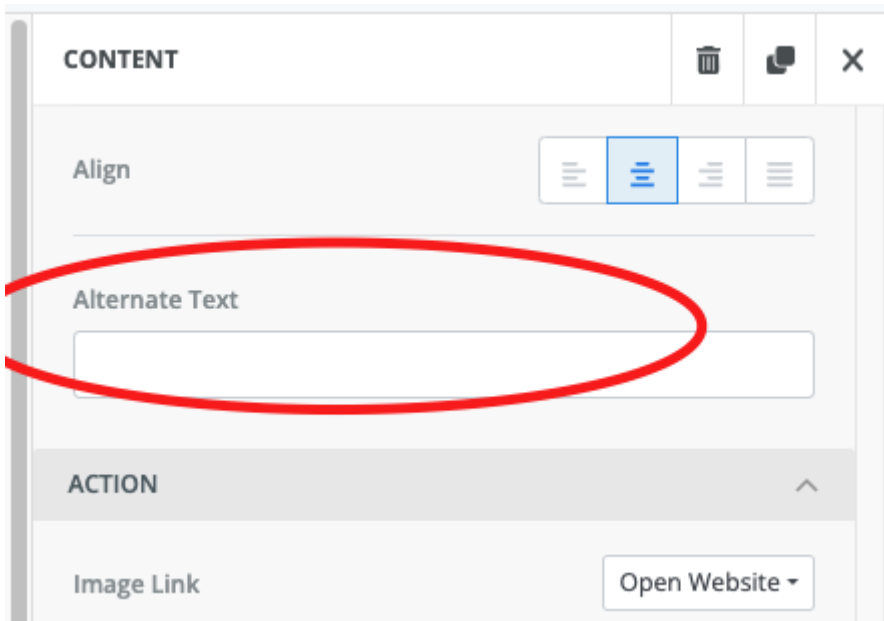 CONTENT
Align
Alternate Text
ACTION
Image Link
Open Website